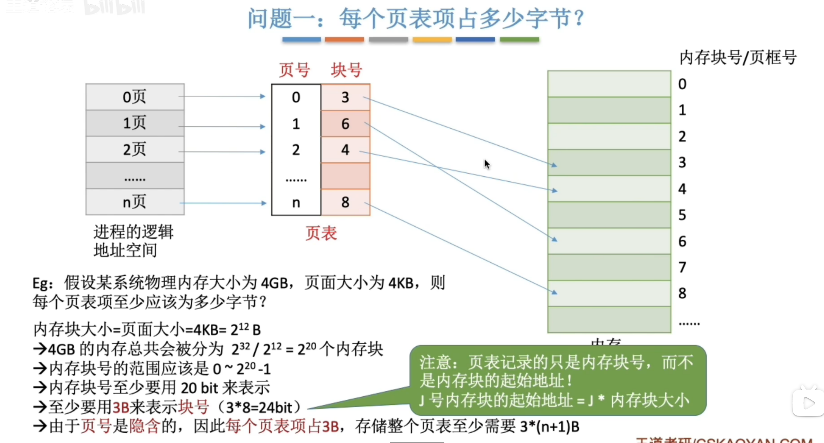 bilibili
问题一：每个页表项占多少字节？
内存块号/页框号
页号 块号
0页
1页
2页
......
n页
0 3
1 6
2 4
......
n 8
进程的逻辑
地址空间
页表
0
1
2
3
4
5
6
7
8
......
内存
Eg：假设某系统物理内存大小为 4GB，页面大小为 4KB，则
每个页表项至少应该为多少字节？
内存块大小=页面大小=4KB= 2¹² B
→4GB 的内存总共会被分为 2³² / 2¹² = 2²⁰ 个内存块
→内存块号的范围应该是 0 ~ 2²⁰ -1
→内存块号至少要用 20 bit 来表示
→至少要用3B来表示块号（3*8=24bit）
→由于页号是隐含的，因此每个页表项占3B，存储整个页表至少需要 3*(n+1)B
注意：页表记录的只是内存块号，而不
是内存块的起始地址！
J 号内存块的起始地址 = J * 内存块大小
王道考研/CSKAOYAN.COM